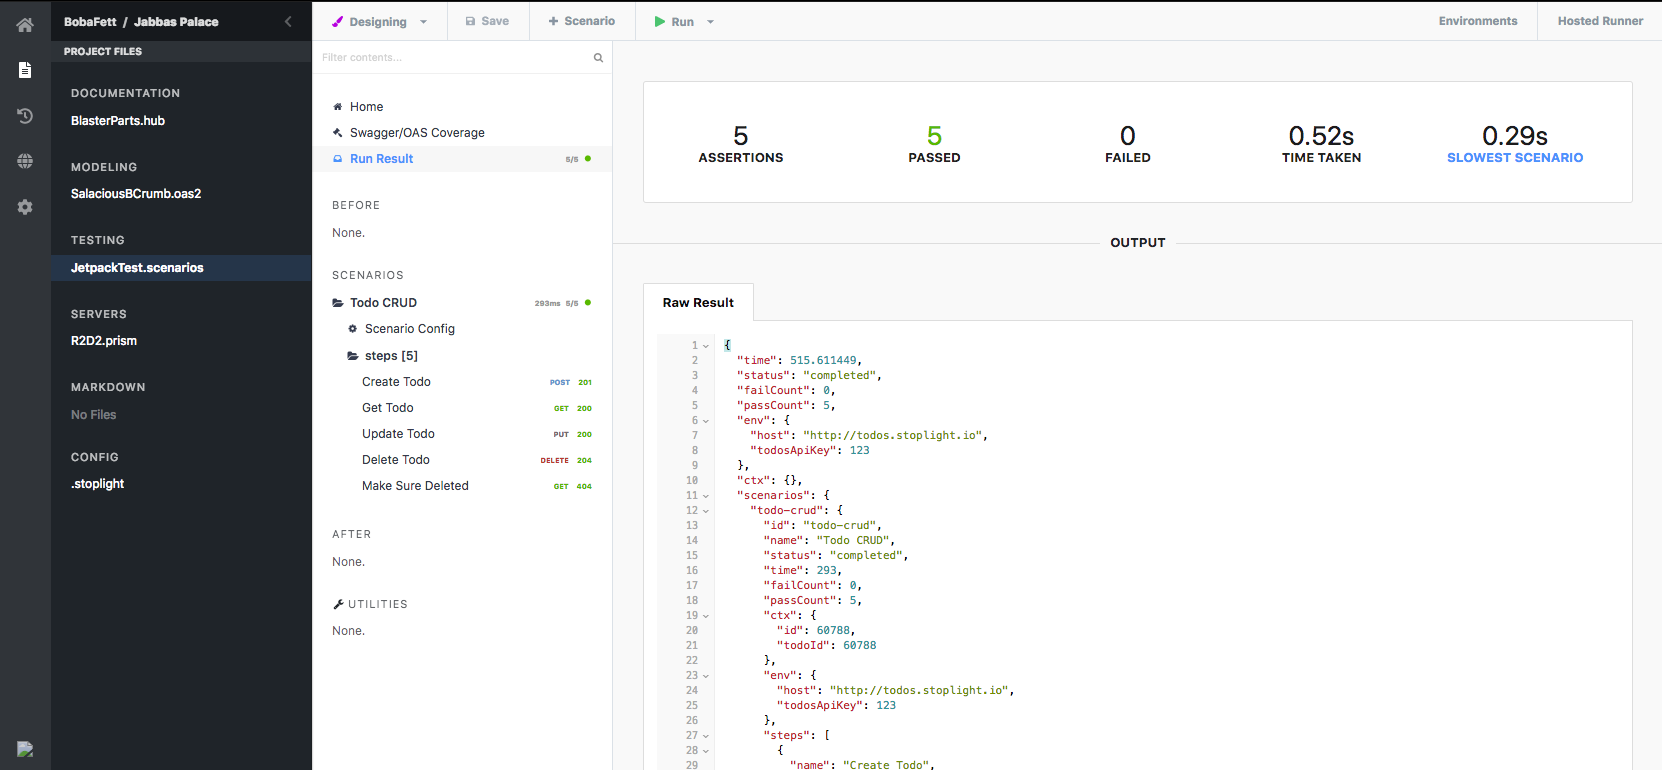 BobaFett / Jabbas Palace
PROJECT FILES
DOCUMENTATION
BlasterParts.hub
MODELING
SalaciousBCrumb.oas2
TESTING
JetpackTest.scenarios
SERVERS
R2D2.prism
MARKDOWN
No Files
CONFIG
.stoplight
Designing
Save
+ Scenario
Run
Environments
Hosted Runner
Filter contents...
Home
Swagger/OAS Coverage
Run Result 5/5
BEFORE
None.
SCENARIOS
Todo CRUD 293ms 5/5
Scenario Config
steps [5]
Create Todo POST 201
Get Todo GET 200
Update Todo PUT 200
Delete Todo DELETE 204
Make Sure Deleted GET 404
AFTER
None.
UTILITIES
None.
5 5 0 0.52s 0.29s
ASSERTIONS PASSED FAILED TIME TAKEN SLOWEST SCENARIO
OUTPUT
Raw Result
1 {
2 "time": 515.611449,
3 "status": "completed",
4 "failCount": 0,
5 "passCount": 5,
6 "env": {
7 "host": "http://todos.stoplight.io",
8 "todosApiKey": 123
9 },
10 "ctx": {},
11 "scenarios": {
12 "todo-crud": {
13 "id": "todo-crud",
14 "name": "Todo CRUD",
15 "status": "completed",
16 "time": 293,
17 "failCount": 0,
18 "passCount": 5,
19 "ctx": {
20 "id": 60788,
21 "todoId": 60788
22 },
23 "env": {
24 "host": "http://todos.stoplight.io",
25 "todosApiKey": 123
26 },
27 "steps": [
28 {
29 "name": "Create Todo",